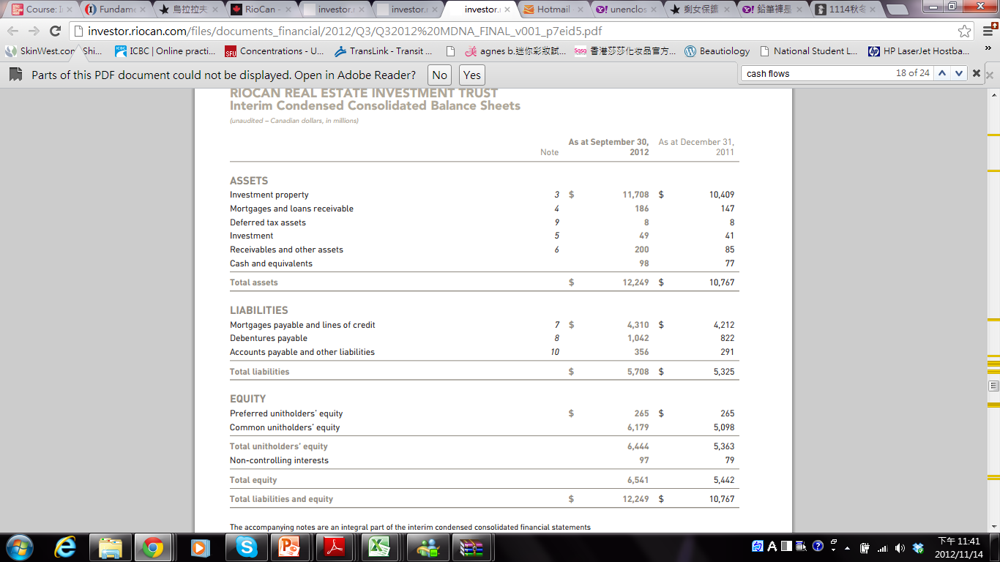 Course: I
Fundame
烏拉拉夫
RioCan -
investor.r
investor.r
investor.r
Hotmail
unenclos
剩女保鏢
鉛筆褲是
1114秋冬
investor.riocan.com/files/documents_financial/2012/Q3/Q32012%20MDNA_FINAL_v001_p7eid5.pdf
SkinWest.com Shi...
ICBC | Online practi...
SFU Concentrations - U...
TransLink - Transit ...
agnes b.迷你彩妝試...
Sasa 香港莎莎化妝品官方...
Beautiology
National Student L...
hp HP LaserJet Hostba...
»
Parts of this PDF document could not be displayed. Open in Adobe Reader? No Yes
cash flows 18 of 24
RIOCAN REAL ESTATE INVESTMENT TRUST
Interim Condensed Consolidated Balance Sheets
(unaudited – Canadian dollars, in millions)
As at September 30, As at December 31,
Note 2012 2011
ASSETS
Investment property 3 $ 11,708 $ 10,409
Mortgages and loans receivable 4 186 147
Deferred tax assets 9 8 8
Investment 5 49 41
Receivables and other assets 6 200 85
Cash and equivalents 98 77
Total assets $ 12,249 $ 10,767
LIABILITIES
Mortgages payable and lines of credit 7 $ 4,310 $ 4,212
Debentures payable 8 1,042 822
Accounts payable and other liabilities 10 356 291
Total liabilities $ 5,708 $ 5,325
EQUITY
Preferred unitholders' equity $ 265 $ 265
Common unitholders' equity 6,179 5,098
Total unitholders' equity 6,444 5,363
Non-controlling interests 97 79
Total equity 6,541 5,442
Total liabilities and equity $ 12,249 $ 10,767
The accompanying notes are an integral part of the interim condensed consolidated financial statements
A
下午 11:41
2012/11/14